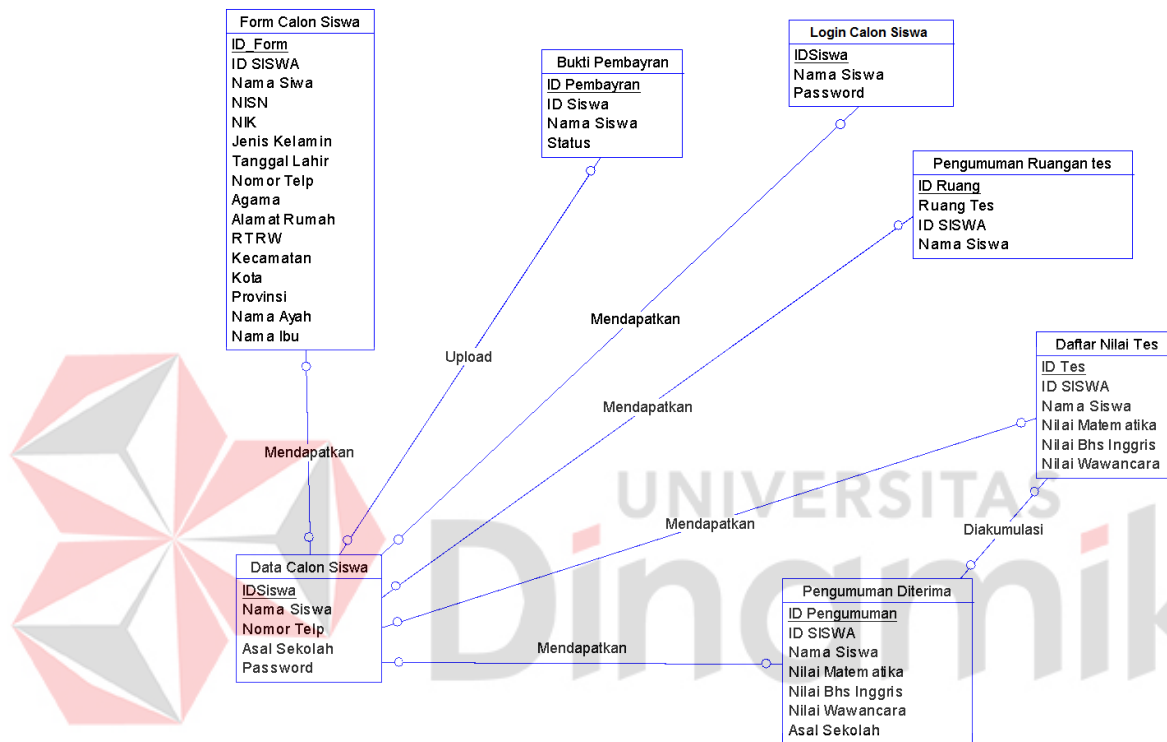 Form Calon Siswa
ID_Form
ID SISWA
Nama Siwa
NISN
NIK
Jenis Kelamin
Tanggal Lahir
Nomor Telp
Agama
Alamat Rumah
RTRW
Kecamatan
Kota
Provinsi
Nama Ayah
Nama Ibu
Bukti Pembayran
ID Pembayran
ID Siswa
Nama Siswa
Status
Login Calon Siswa
IDSiswa
Nama Siswa
Password
Pengumuman Ruangan tes
ID Ruang
Ruang Tes
ID SISWA
Nama Siswa
Mendapatkan
Upload
Mendapatkan
Mendapatkan
Daftar Nilai Tes
ID Tes
ID SISWA
Nama Siswa
Nilai Matematika
Nilai Bhs Inggris
Nilai Wawancara
Mendapatkan
Diakumulasi
UNIVERSITAS
Dinamik
Data Calon Siswa
IDSiswa
Nama Siswa
Nomor Telp
Asal Sekolah
Password
Mendapatkan
Pengumuman Diterima
ID Pengumuman
ID SISWA
Nama Siswa
Nilai Matematika
Nilai Bhs Inggris
Nilai Wawancara
Asal Sekolah